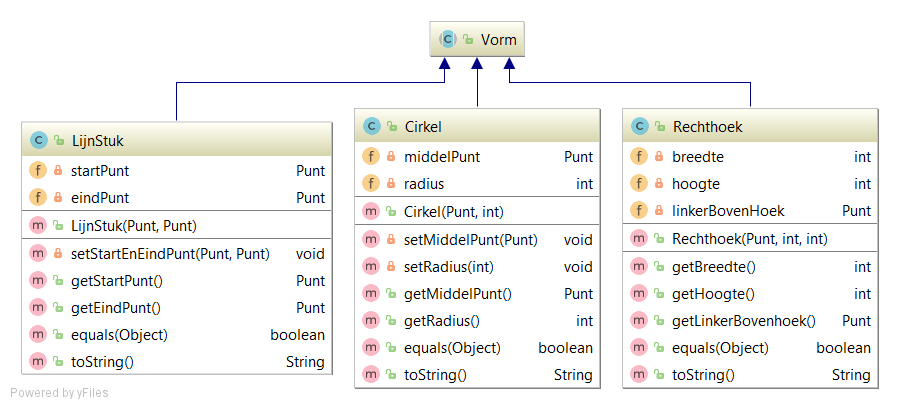 C Vorm
C LijnStuk
f startPunt Punt
f eindPunt Punt
m LijnStuk(Punt, Punt)
m setStartEnEindPunt(Punt, Punt) void
m getStartPunt() Punt
m getEindPunt() Punt
m equals(Object) boolean
m toString() String
C Cirkel
f middelPunt Punt
f radius int
m Cirkel(Punt, int)
m setMiddelPunt(Punt) void
m setRadius(int) void
m getMiddelPunt() Punt
m getRadius() int
m equals(Object) boolean
m toString() String
C Rechthoek
f breedte int
f hoogte int
f linkerBovenHoek Punt
m Rechthoek(Punt, int, int)
m getBreedte() int
m getHoogte() int
m getLinkerBovenhoek() Punt
m equals(Object) boolean
m toString() String
Powered by yFiles